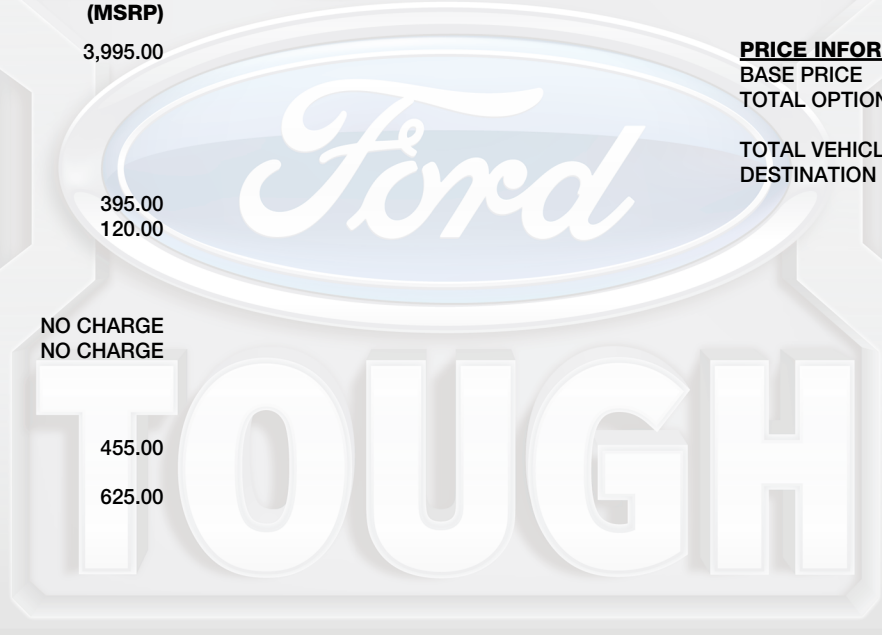 (MSRP)
3,995.00
395.00
120.00
NO CHARGE
NO CHARGE
455.00
625.00
PRICE INFOR
BASE PRICE
TOTAL OPTION
TOTAL VEHICL
DESTINATION
Ford
TOUGH